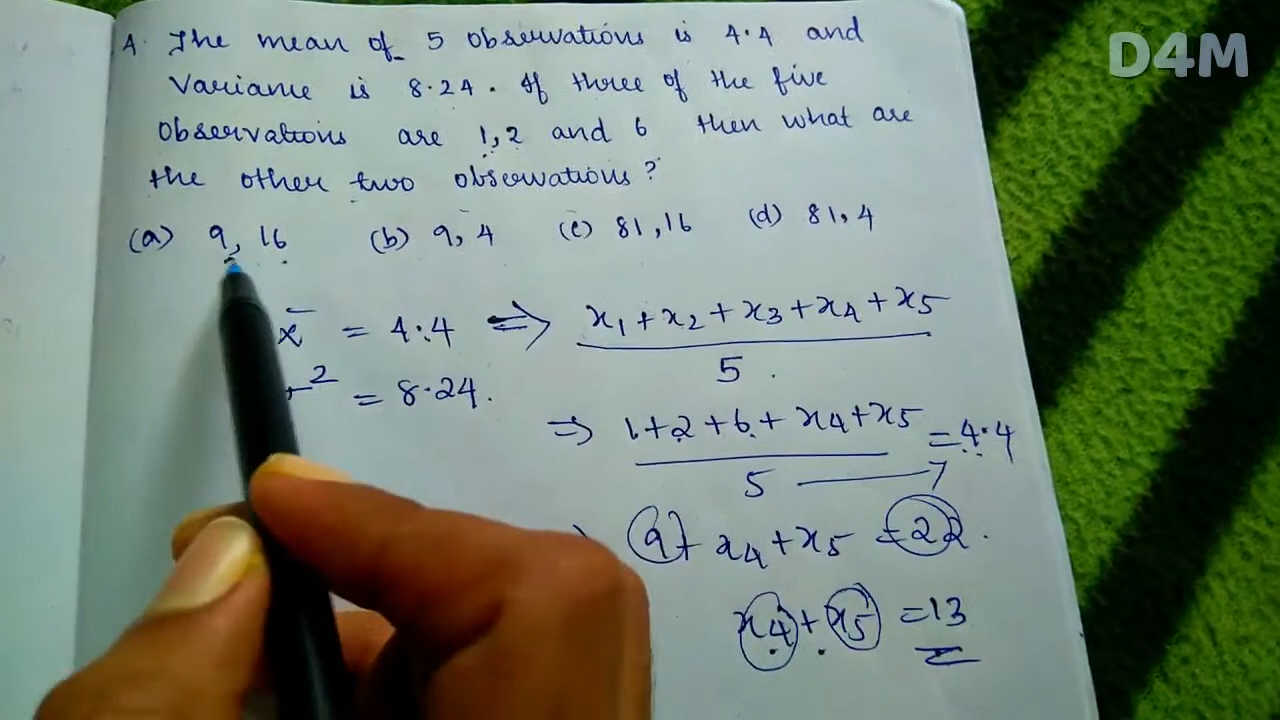 D4M
4. The mean of 5 observations is 4.4 and
Variance is 8.24. If three of the five
observations are 1,2 and 6 then what are
the other two observations?
(a) 9, 16 (b) 9, 4 (c) 81, 16 (d) 81, 4
x̄ = 4.4 ⇒ x1 + x2 + x3 + x4 + x5
5
2 = 8.24.
⇒ 1+2+6+ x4+x5 = 4.4
5
9+ x4+x5 = 22.
x4 + x5 = 13